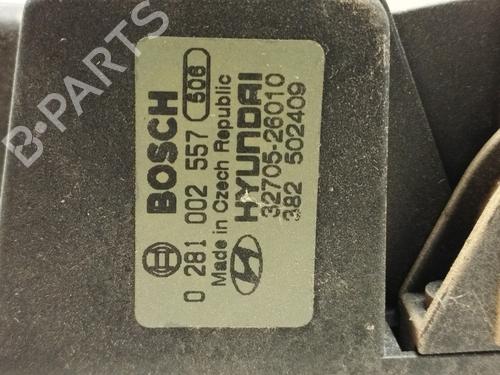 BOSCH
0 281 002 557 506
Made in Czech Republic
HYUNDAI
32705-26010
382 502409
B-PARTS